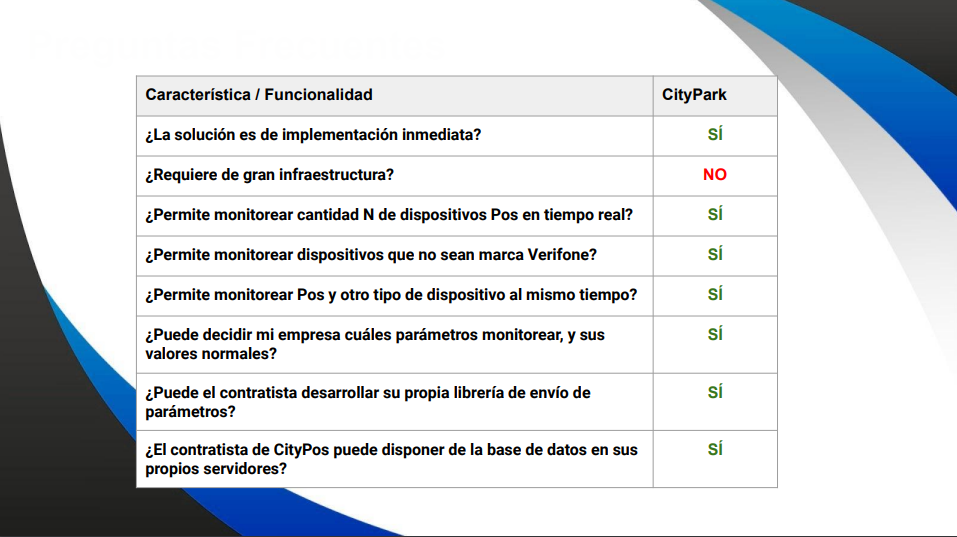 Característica / Funcionalidad CityPark
¿La solución es de implementación inmediata? SÍ
¿Requiere de gran infraestructura? NO
¿Permite monitorear cantidad N de dispositivos Pos en tiempo real? SÍ
¿Permite monitorear dispositivos que no sean marca Verifone? SÍ
¿Permite monitorear Pos y otro tipo de dispositivo al mismo tiempo? SÍ
¿Puede decidir mi empresa cuáles parámetros monitorear, y sus SÍ
valores normales?
¿Puede el contratista desarrollar su propia librería de envío de SÍ
parámetros?
¿El contratista de CityPos puede disponer de la base de datos en sus SÍ
propios servidores?